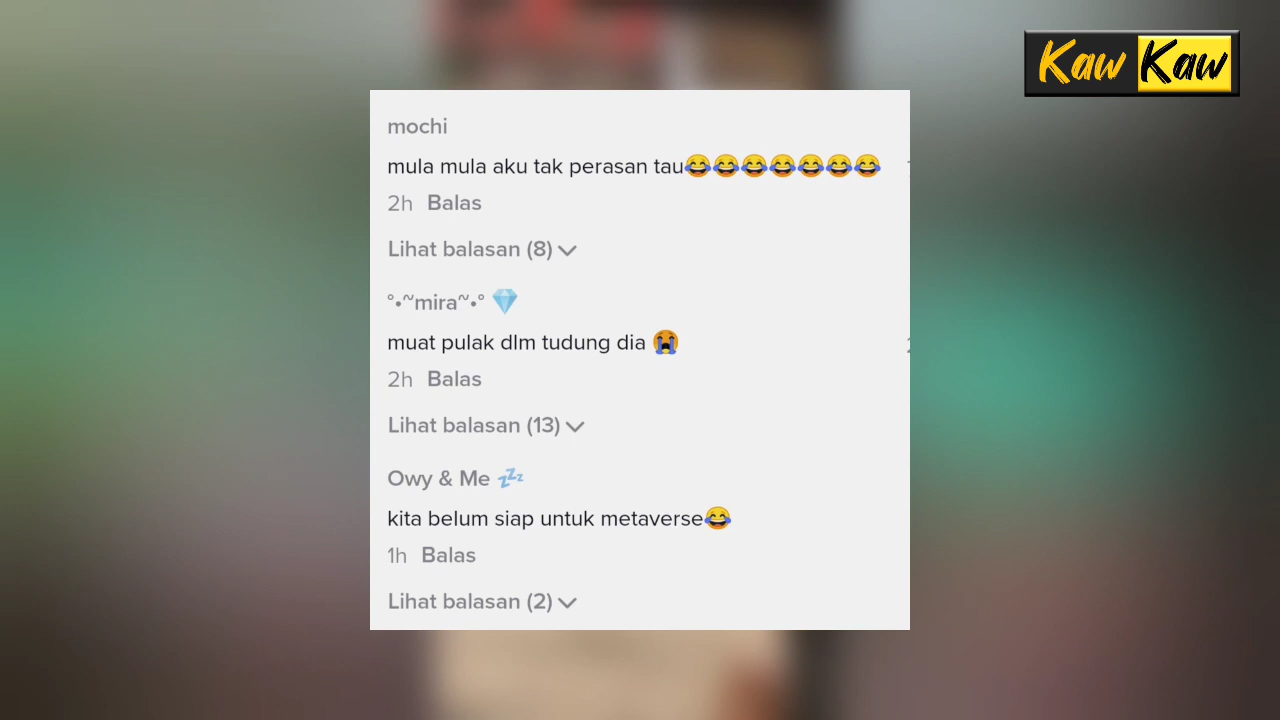 Kaw Kaw
mochi
mula mula aku tak perasan tau😂😂😂😂😂😂😂
2h Balas
Lihat balasan (8)
°•~mira~•° 💎
muat pulak dlm tudung dia 😭
2h Balas
Lihat balasan (13)
Owy & Me 💤
kita belum siap untuk metaverse😂
1h Balas
Lihat balasan (2)